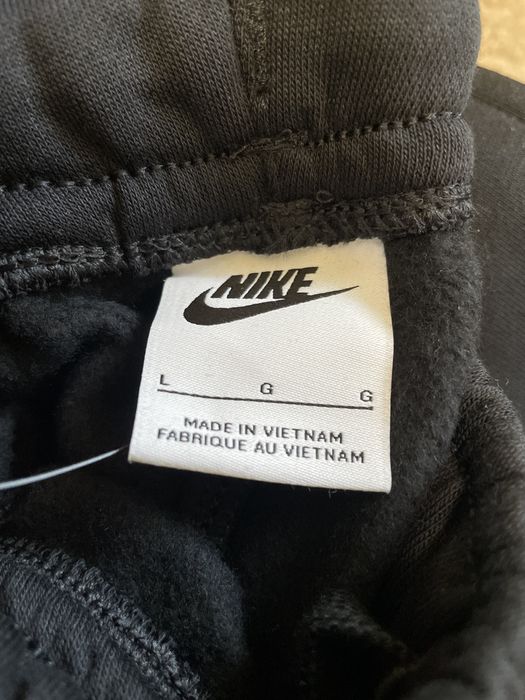 NIKE
L G G
MADE IN VIETNAM
FABRIQUE AU VIETNAM